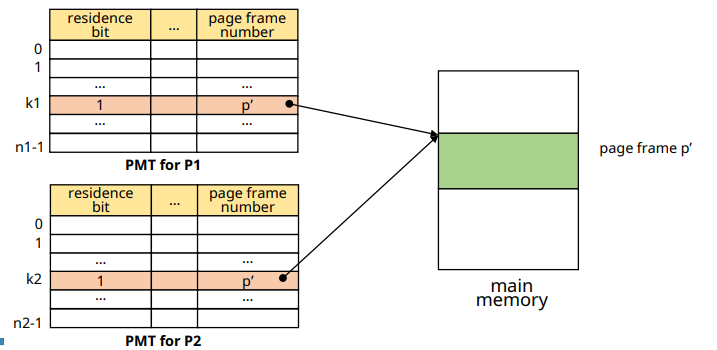 residence bit ... page frame number
0
1
... ...
k1 1 p’
... ...
n1-1
PMT for P1
residence bit ... page frame number
0
1
... ...
k2 1 p’
... ...
n2-1
PMT for P2
page frame p’
main
memory